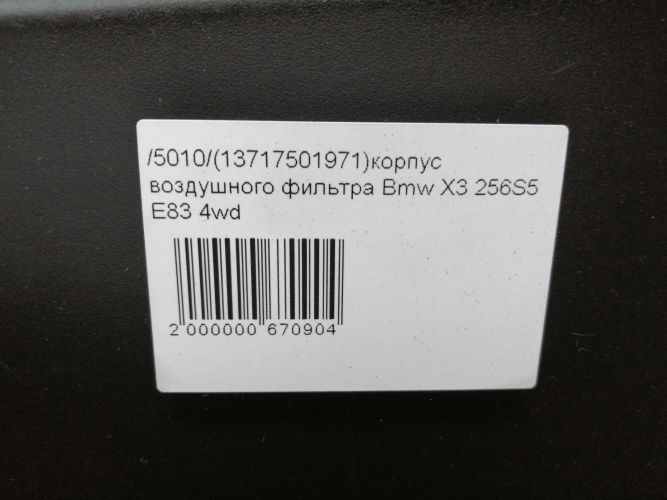 /5010/(13717501971)корпус
воздушного фильтра Bmw X3 256S5
E83 4wd
2 000000 670904